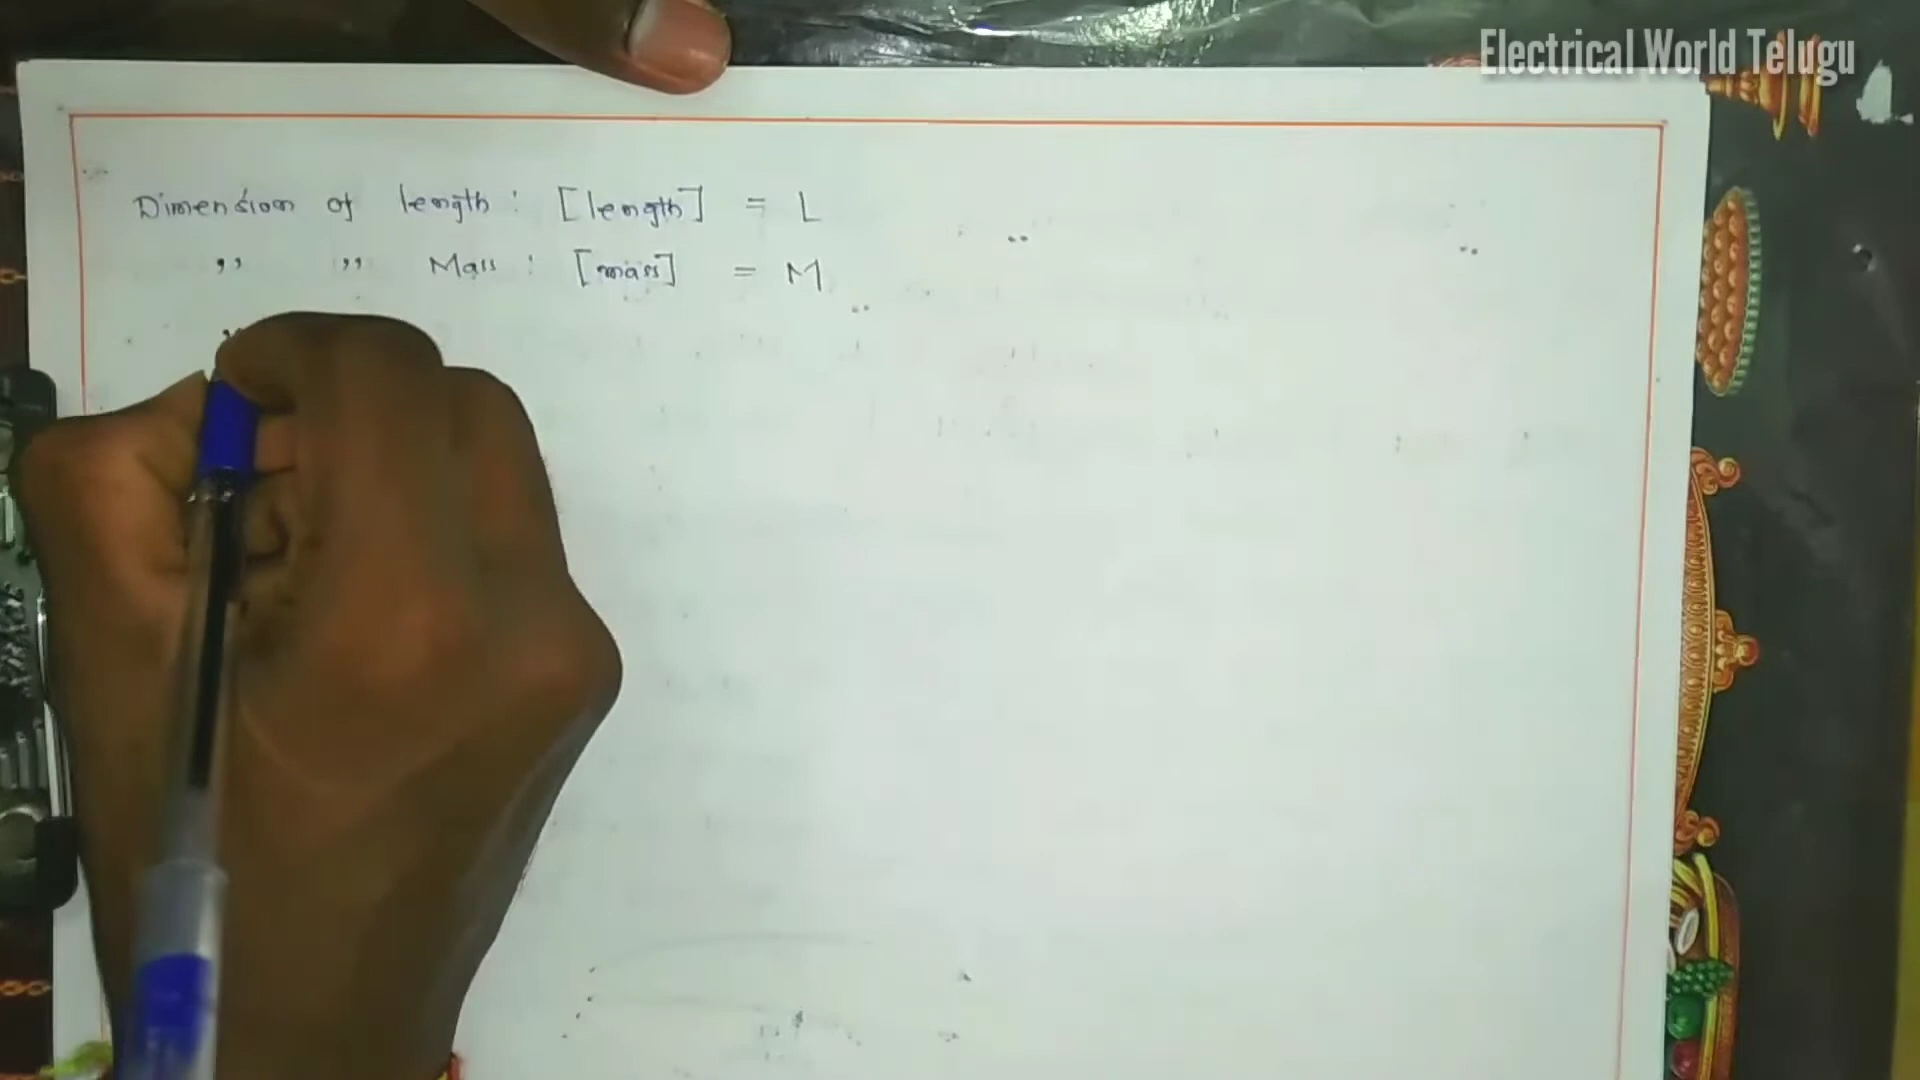 Electrical World Telugu
Dimension of length : [length] = L
,, ,, Mass : [mass] = M
,,